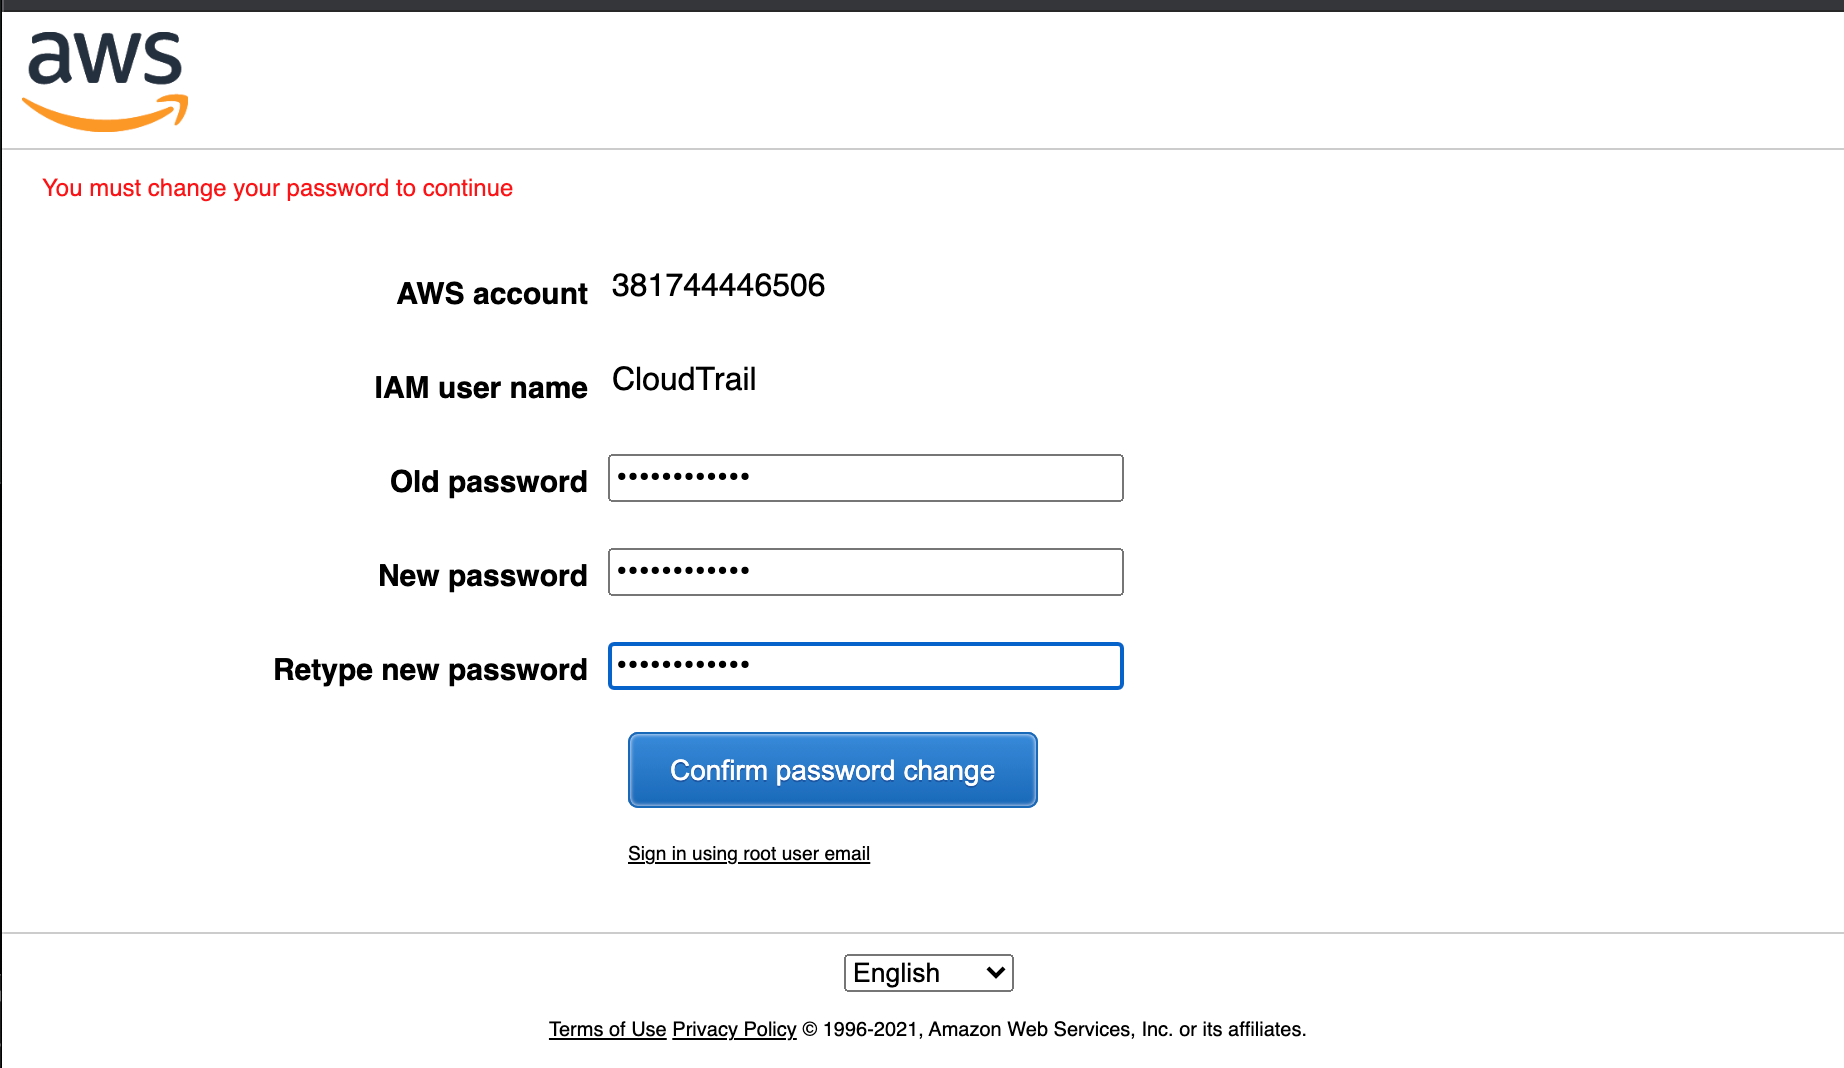 aws
You must change your password to continue
AWS account 381744446506
IAM user name CloudTrail
Old password ••••••••••••
New password ••••••••••••
Retype new password ••••••••••••
Confirm password change
Sign in using root user email
English
Terms of Use Privacy Policy © 1996-2021, Amazon Web Services, Inc. or its affiliates.